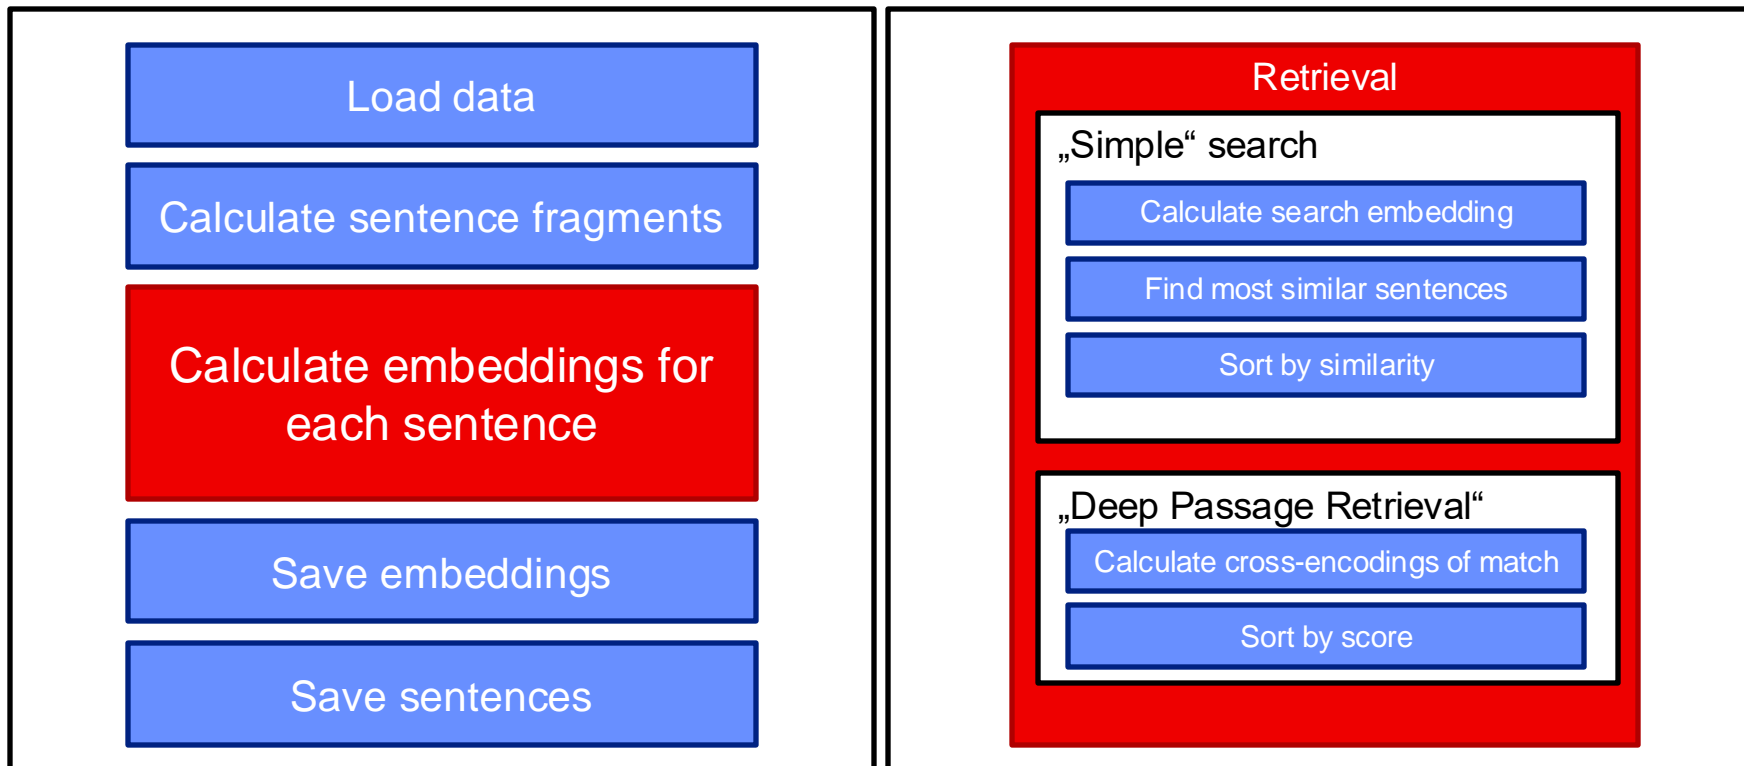 Load data
Calculate sentence fragments
Calculate embeddings for
each sentence
Save embeddings
Save sentences
Retrieval
„Simple“ search
Calculate search embedding
Find most similar sentences
Sort by similarity
„Deep Passage Retrieval“
Calculate cross-encodings of match
Sort by score